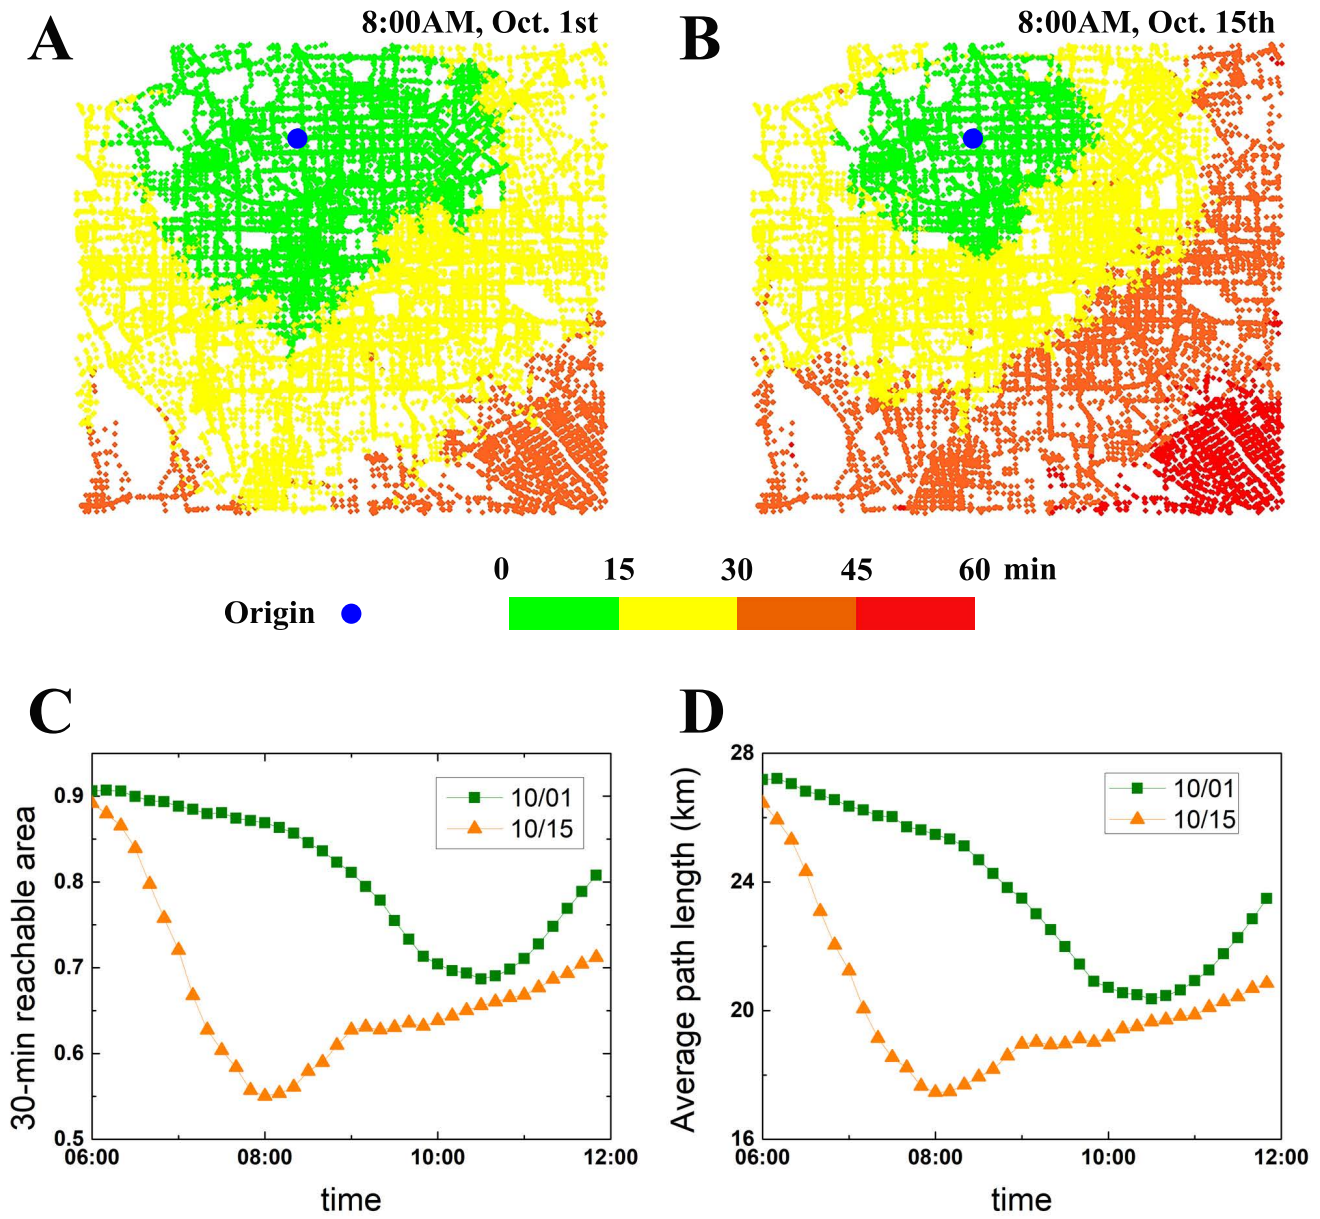 A
8:00AM, Oct. 1st
B
8:00AM, Oct. 15th
0 15 30 45 60 min
Origin
C
30-min reachable area
0.9
0.8
0.7
0.6
0.5
10/01
10/15
06:00 08:00 10:00 12:00
time
D
Average path length (km)
28
24
20
16
10/01
10/15
06:00 08:00 10:00 12:00
time